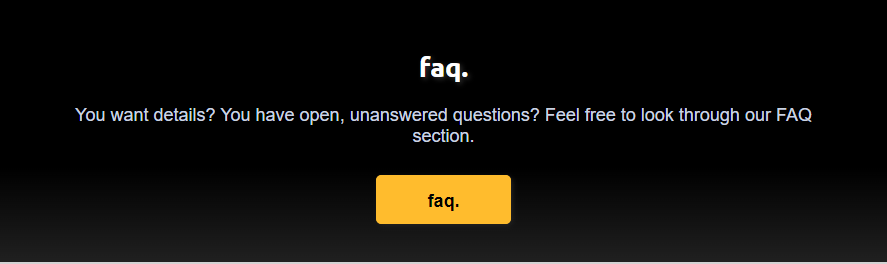 faq.
You want details? You have open, unanswered questions? Feel free to look through our FAQ
section.
faq.